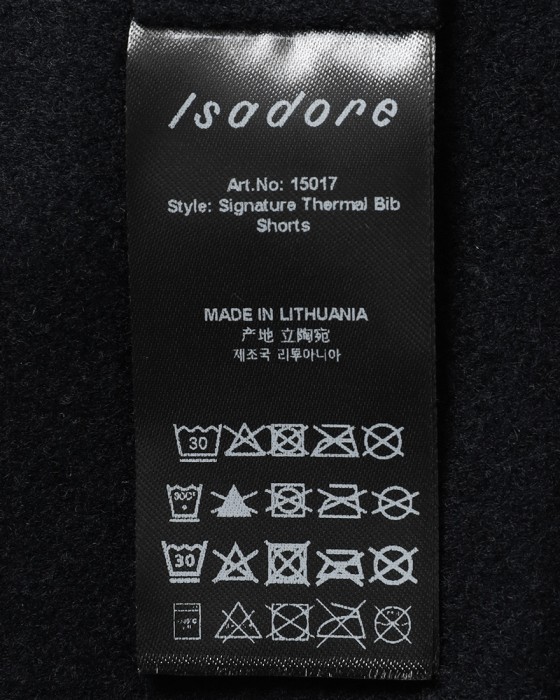 Isadore
Art.No: 15017
Style: Signature Thermal Bib
Shorts
MADE IN LITHUANIA
产地 立陶宛
제조국 리투아니아
30
30